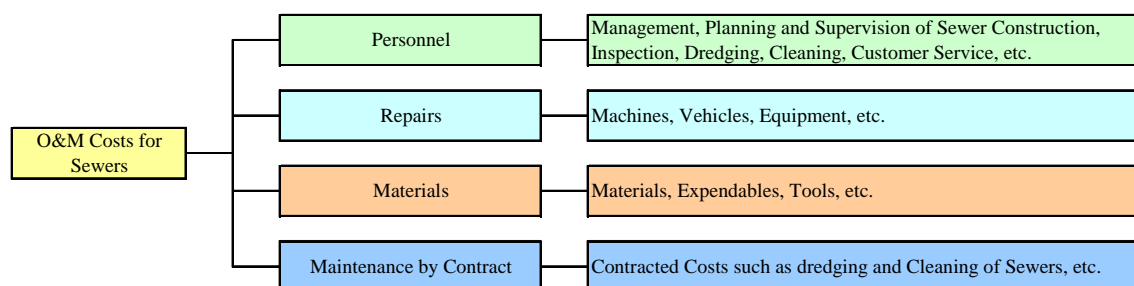 Personnel
Management, Planning and Supervision of Sewer Construction,
Inspection, Dredging, Cleaning, Customer Service, etc.
Repairs
Machines, Vehicles, Equipment, etc.
O&M Costs for
Sewers
Materials
Materials, Expendables, Tools, etc.
Maintenance by Contract
Contracted Costs such as dredging and Cleaning of Sewers, etc.